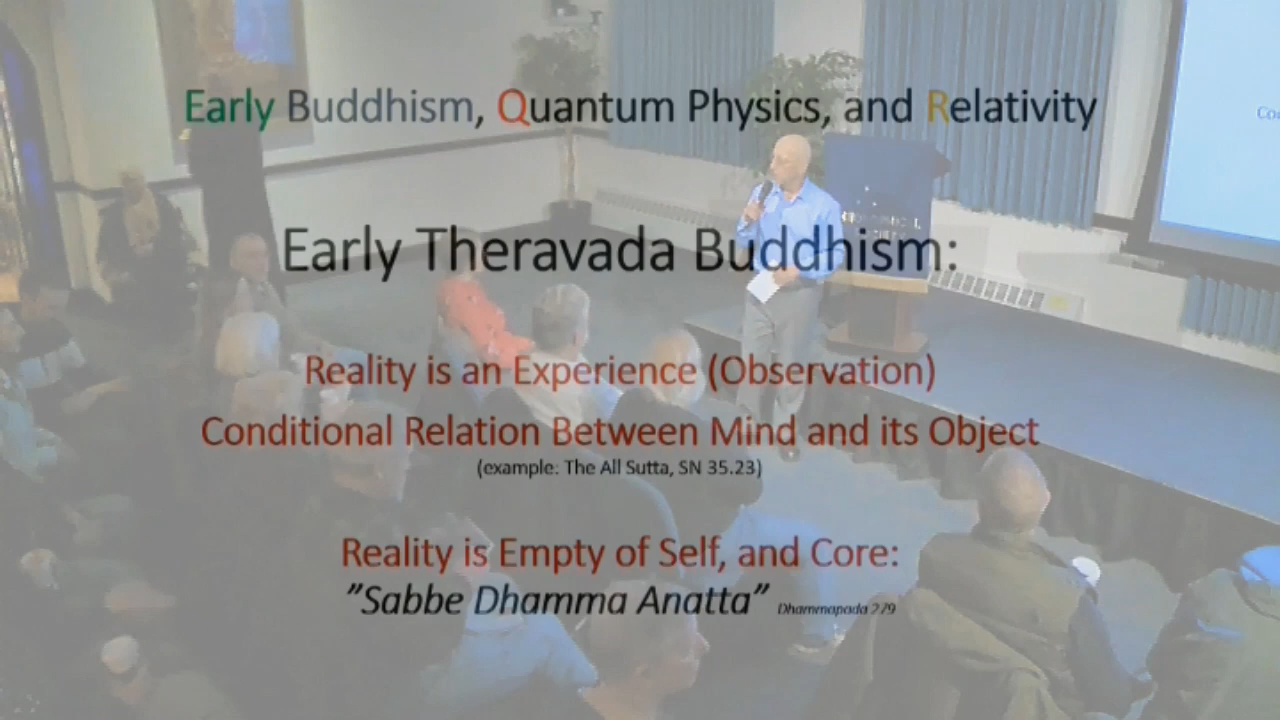 Early Buddhism, Quantum Physics, and Relativity
Early Theravada Buddhism:
Reality is an Experience (Observation)
Conditional Relation Between Mind and its Object
(example: The All Sutta, SN 35.23)
Reality is Empty of Self, and Core:
”Sabbe Dhamma Anatta” Dhammapada 279